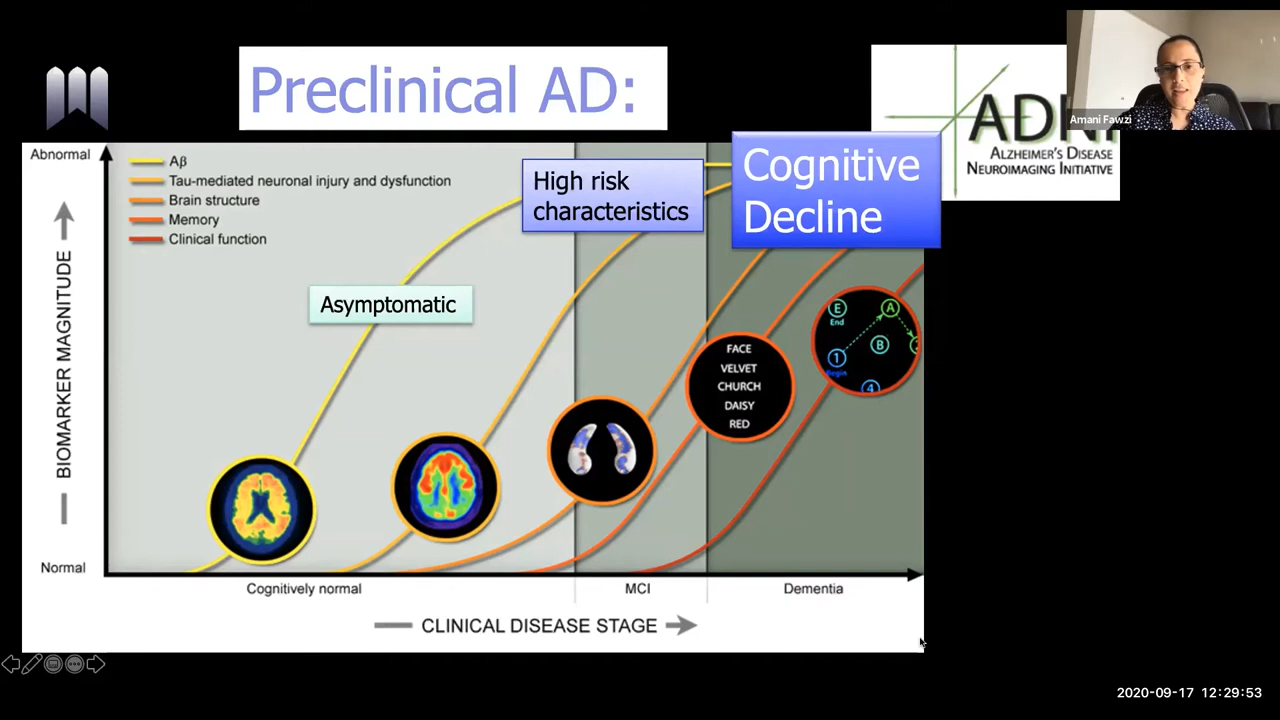 Preclinical AD:
ADNI
ALZHEIMER'S DISEASE
NEUROIMAGING INITIATIVE
Amani Fawzi
Abnormal
Aβ
Tau-mediated neuronal injury and dysfunction
Brain structure
Memory
Clinical function
High risk
characteristics
Cognitive
Decline
Asymptomatic
BIOMARKER MAGNITUDE
FACE
VELVET
CHURCH
DAISY
RED
E
End
A
B
1
Begin
2
4
Normal
Cognitively normal
MCI
Dementia
CLINICAL DISEASE STAGE
2020-09-17 12:29:53